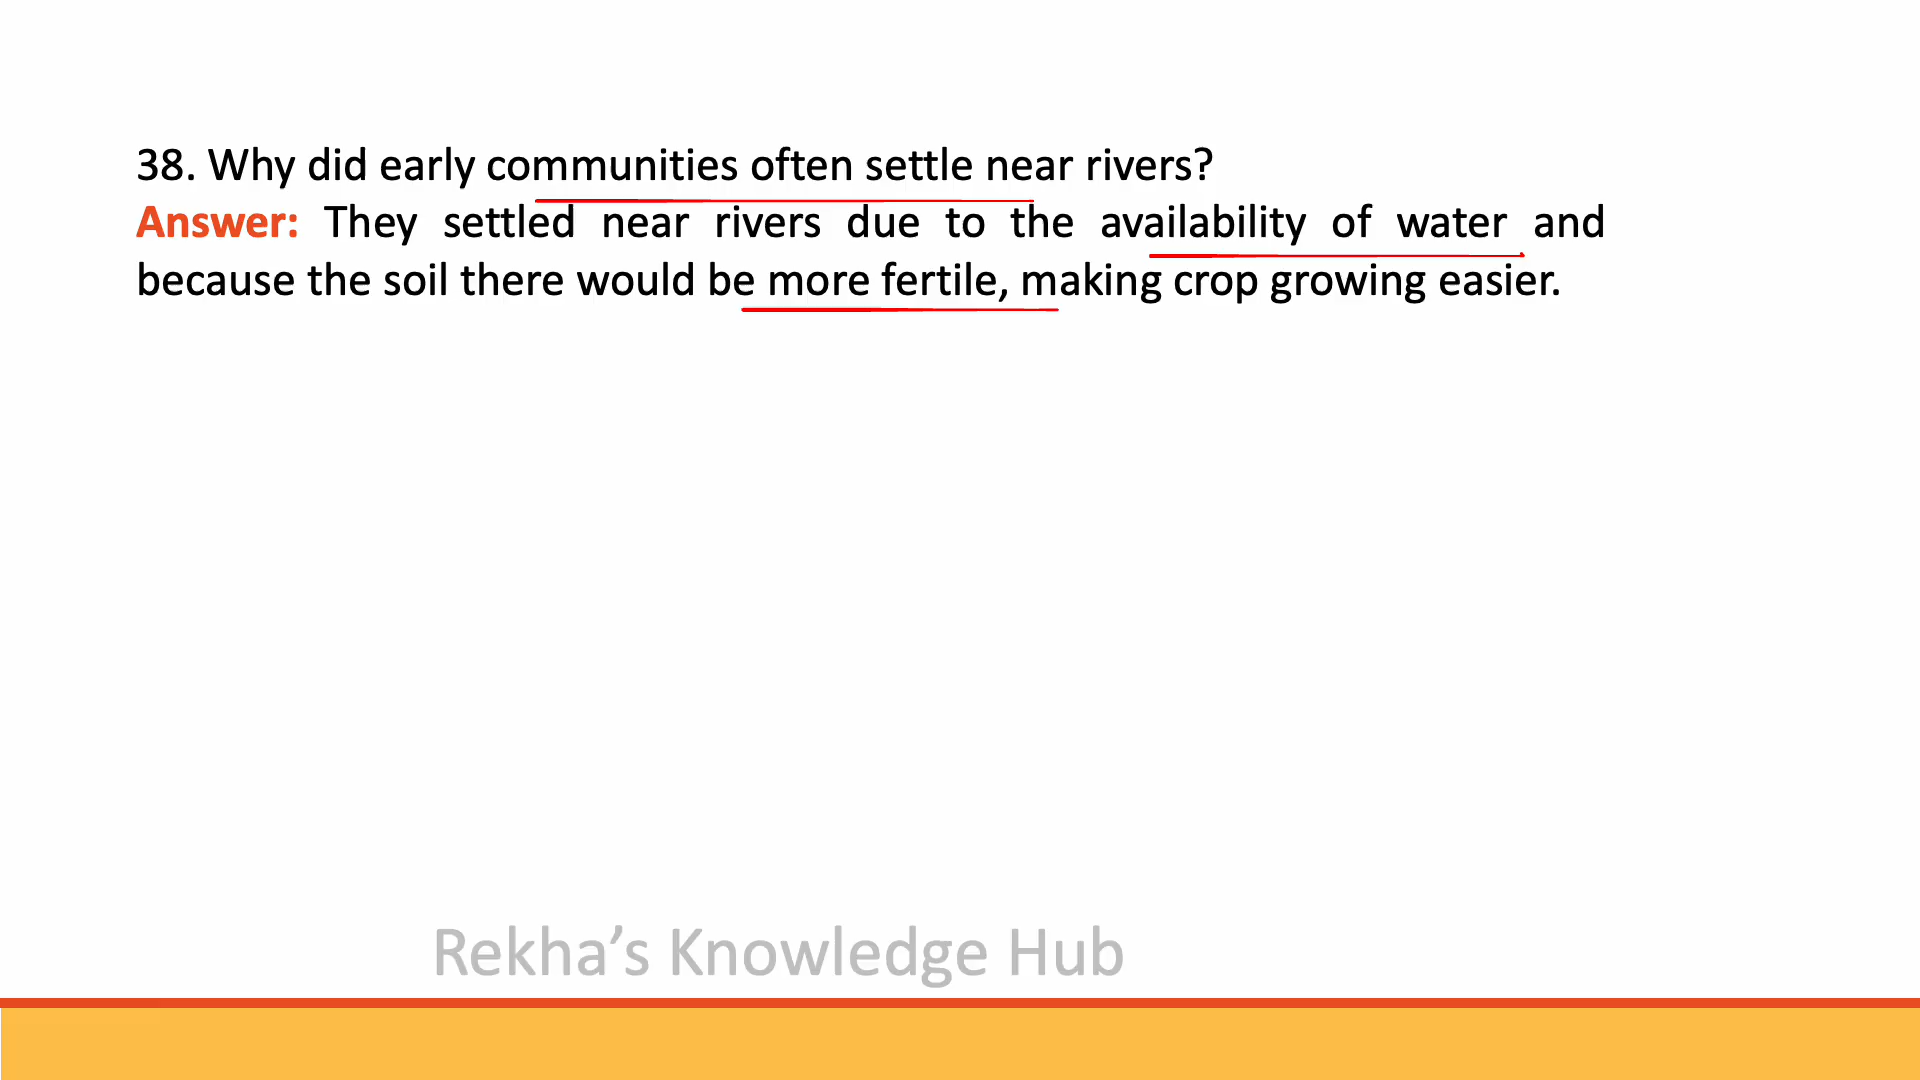 38. Why did early communities often settle near rivers?
Answer: They settled near rivers due to the availability of water and
because the soil there would be more fertile, making crop growing easier.
Rekha’s Knowledge Hub